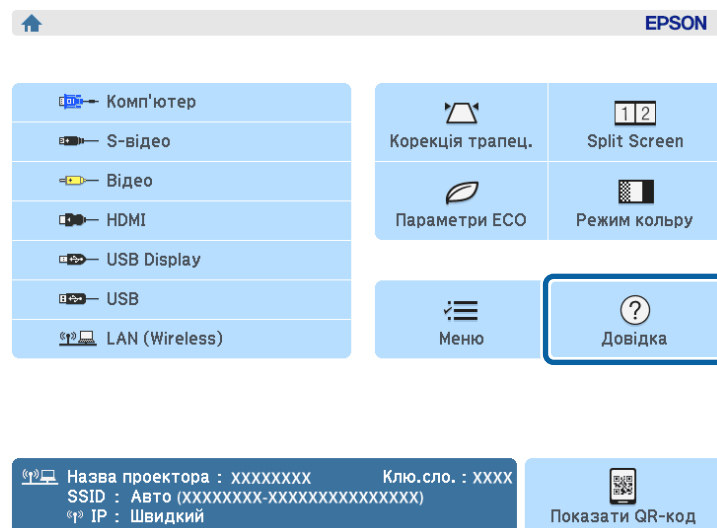 EPSON
Комп'ютер
S-відео
Відео
HDMI
USB Display
USB
LAN (Wireless)
Корекція трапец.
1 2
Split Screen
Параметри ECO
Режим кольру
Меню
?
Довідка
Назва проектора : XXXXXXXX Клю.сло. : XXXX
SSID : Авто (XXXXXXXX-XXXXXXXXXXXXXX)
IP : Швидкий
Показати QR-код